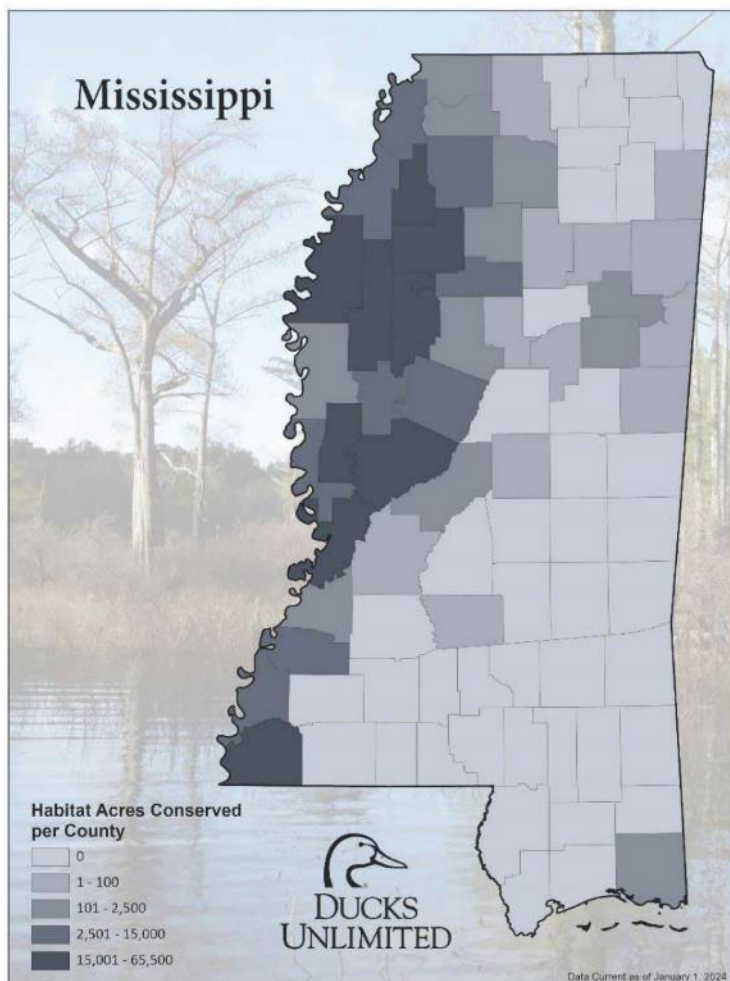 Mississippi
Habitat Acres Conserved
per County
0
1 - 100
101 - 2,500
2,501 - 15,000
15,001 - 65,500
DUCKS
UNLIMITED
Data Current as of January 1, 2024